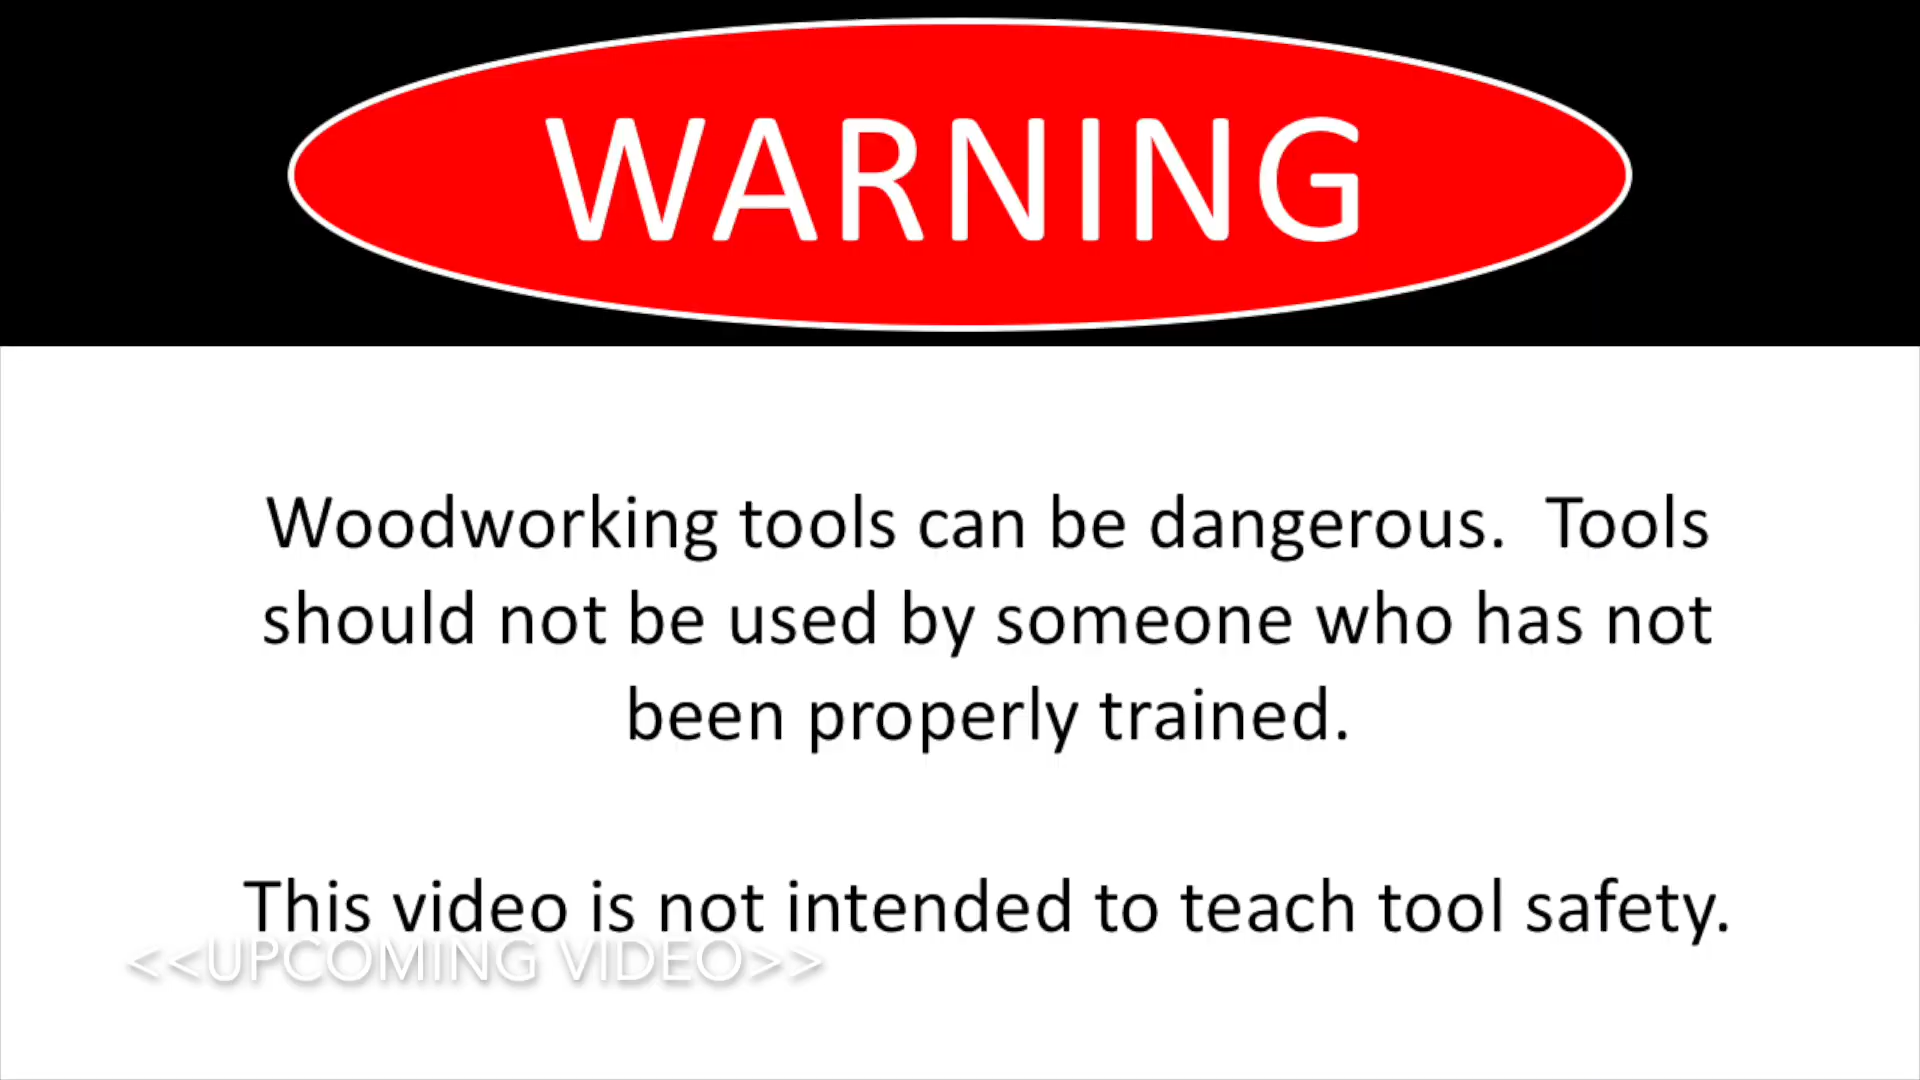 WARNING
Woodworking tools can be dangerous.  Tools
should not be used by someone who has not
been properly trained.
This video is not intended to teach tool safety.
<<UPCOMING VIDEO>>